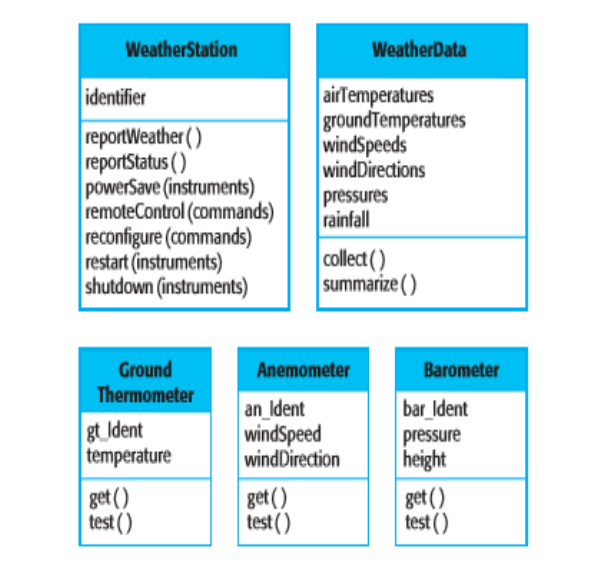 WeatherStation
identifier
reportWeather ( )
reportStatus ( )
powerSave (instruments)
remoteControl (commands)
reconfigure (commands)
restart (instruments)
shutdown (instruments)
WeatherData
airTemperatures
groundTemperatures
windSpeeds
windDirections
pressures
rainfall
collect ( )
summarize ( )
Ground
Thermometer
gt_Ident
temperature
get ( )
test ( )
Anemometer
an_Ident
windSpeed
windDirection
get ( )
test ( )
Barometer
bar_Ident
pressure
height
get ( )
test ( )